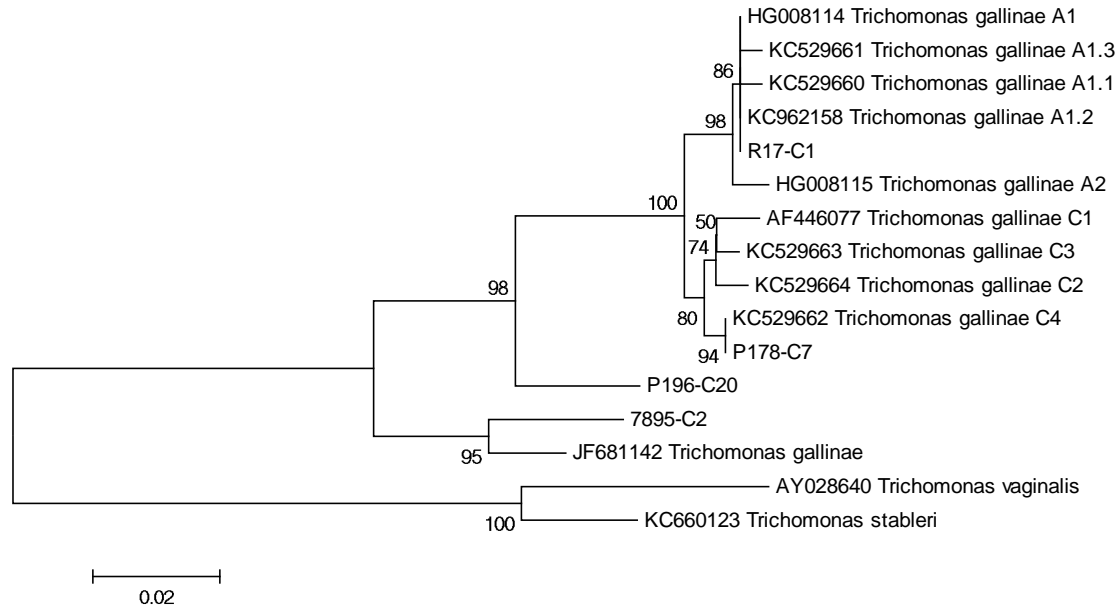 HG008114 Trichomonas gallinae A1
KC529661 Trichomonas gallinae A1.3
86
KC529660 Trichomonas gallinae A1.1
98
KC962158 Trichomonas gallinae A1.2
R17-C1
HG008115 Trichomonas gallinae A2
100
50
AF446077 Trichomonas gallinae C1
74
KC529663 Trichomonas gallinae C3
98
KC529664 Trichomonas gallinae C2
80
KC529662 Trichomonas gallinae C4
94
P178-C7
P196-C20
7895-C2
95
JF681142 Trichomonas gallinae
AY028640 Trichomonas vaginalis
100
KC660123 Trichomonas stableri
0.02